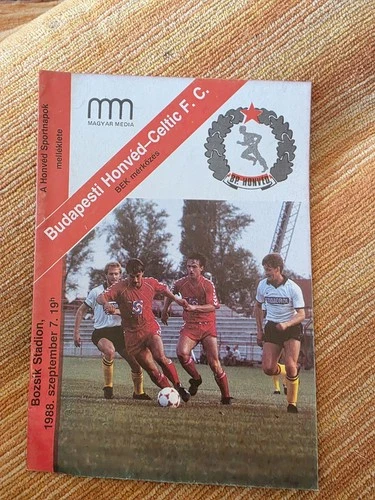 A Honvéd Sportnapok
melléklete
MAGYAR MEDIA
Budapesti Honvéd–Celtic F. C.
BEK mérkőzés
BP. HONVÉD
Bozsik Stadion,
1988. szeptember 7. 19h